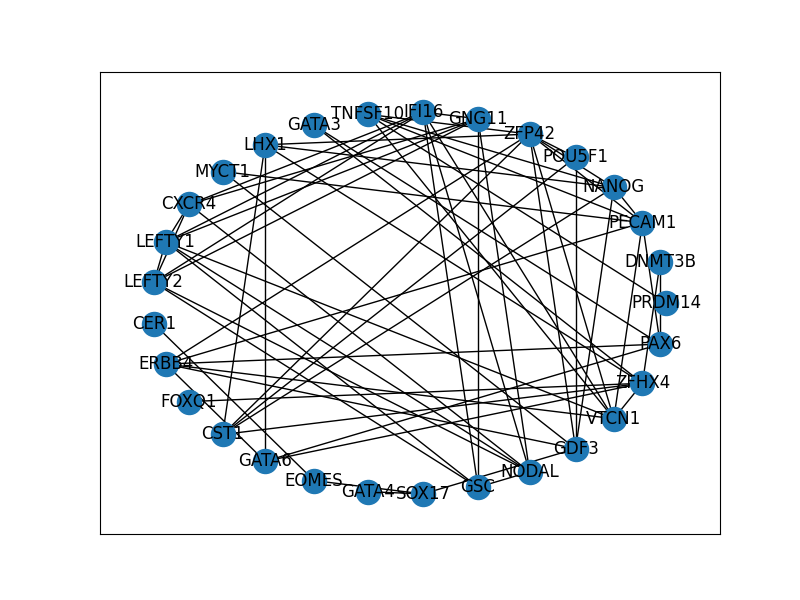 TNFSF10
IFI16
GNG11
GATA3
ZFP42
LHX1
POU5F1
MYCT1
NANOG
CXCR4
PECAM1
LEFTY1
DNMT3B
LEFTY2
PRDM14
CER1
PAX6
ERBB4
ZFHX4
FOXQ1
VTCN1
CST1
GDF3
GATA6
NODAL
EOMES
GATA4
SOX17
GSC